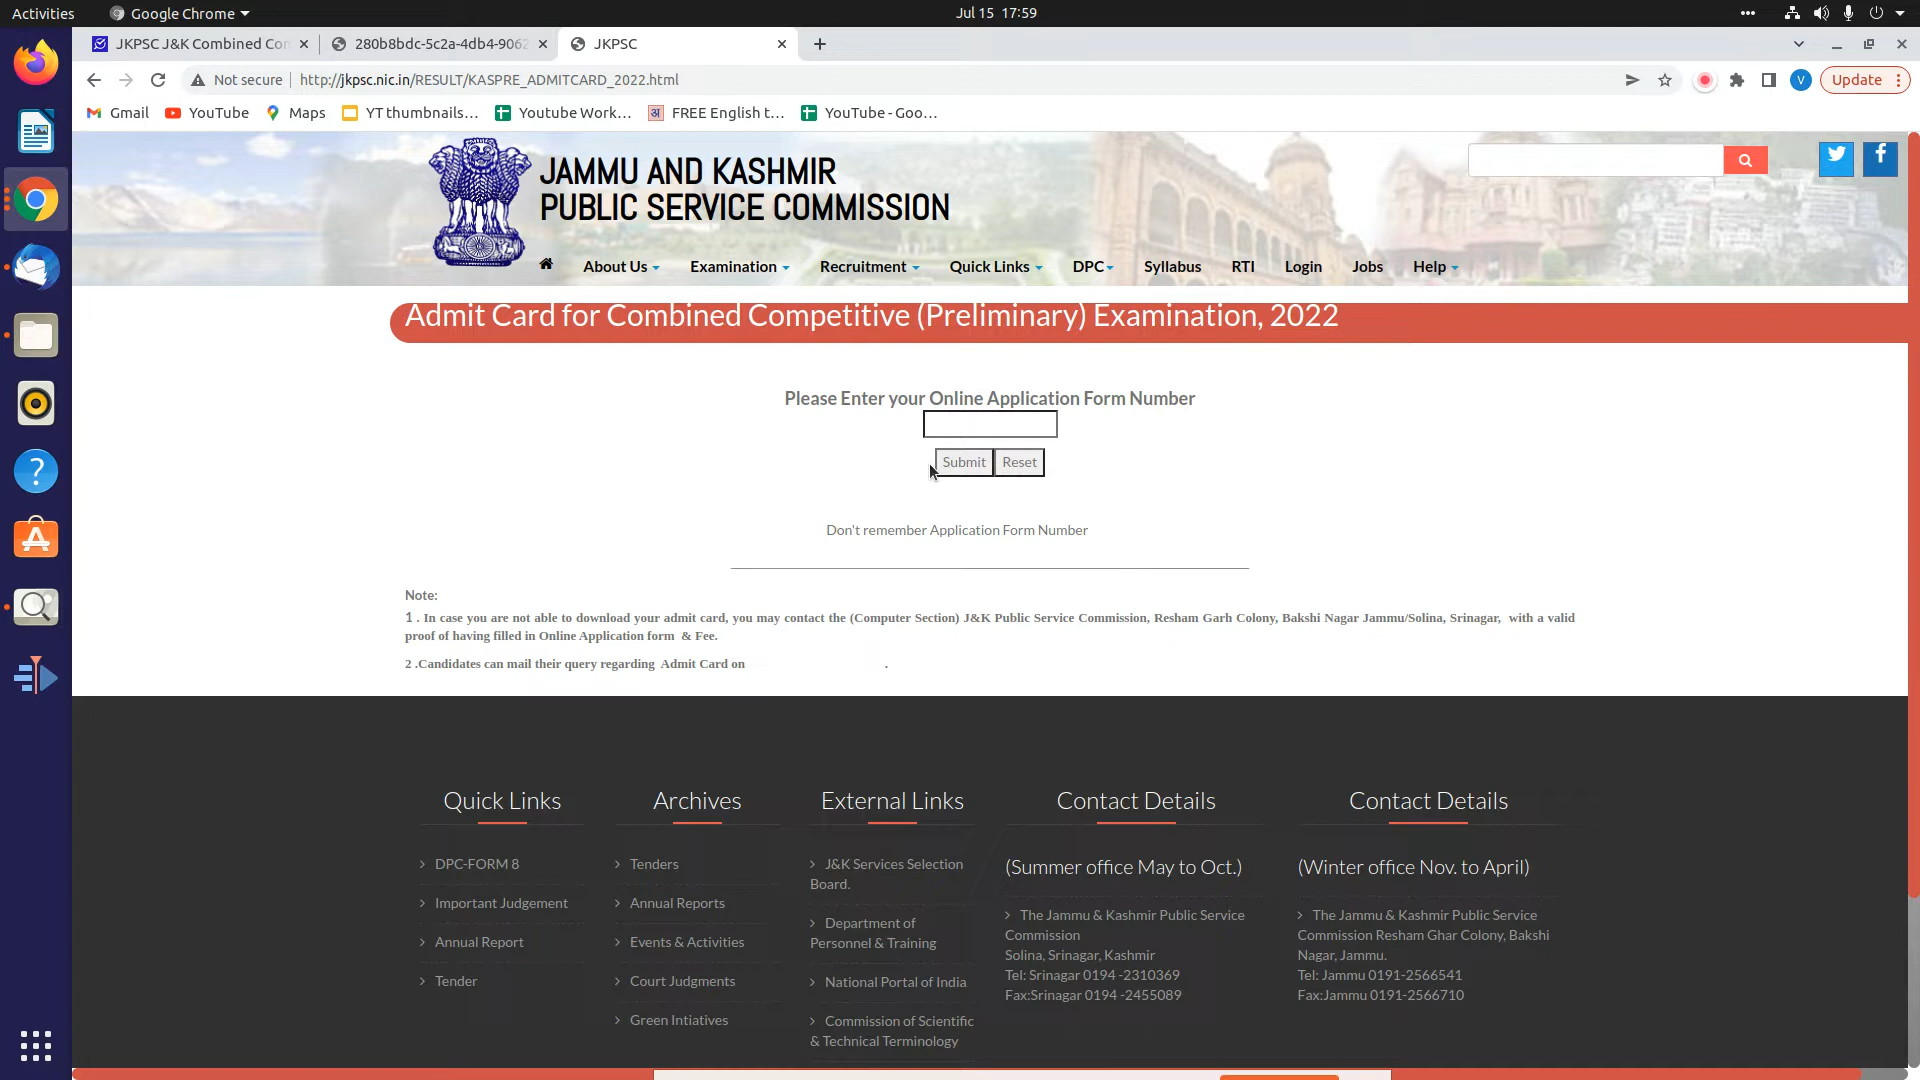 Activities
Google Chrome
Jul 15 17:59
JKPSC J&K Combined Con
280b8bdc-5c2a-4db4-9062
JKPSC
Not secure
http://jkpsc.nic.in/RESULT/KASPRE_ADMITCARD_2022.html
V
Update
Gmail
YouTube
Maps
YT thumbnails...
Youtube Work...
अ
FREE English t...
YouTube - Goo...
JAMMU AND KASHMIR
PUBLIC SERVICE COMMISSION
About Us
Examination
Recruitment
Quick Links
DPC
Syllabus
RTI
Login
Jobs
Help
Admit Card for Combined Competitive (Preliminary) Examination, 2022
Please Enter your Online Application Form Number
Submit
Reset
Don't remember Application Form Number
Note:
1 . In case you are not able to download your admit card, you may contact the (Computer Section) J&K Public Service Commission, Resham Garh Colony, Bakshi Nagar Jammu/Solina, Srinagar, with a valid
proof of having filled in Online Application form & Fee.
2 .Candidates can mail their query regarding Admit Card on .
Quick Links
DPC-FORM 8
Important Judgement
Annual Report
Tender
Archives
Tenders
Annual Reports
Events & Activities
Court Judgments
Green Intiatives
External Links
J&K Services Selection
Board.
Department of
Personnel & Training
National Portal of India
Commission of Scientific
& Technical Terminology
Contact Details
(Summer office May to Oct.)
The Jammu & Kashmir Public Service
Commission
Solina, Srinagar, Kashmir
Tel: Srinagar 0194 -2310369
Fax:Srinagar 0194 -2455089
Contact Details
(Winter office Nov. to April)
The Jammu & Kashmir Public Service
Commission Resham Ghar Colony, Bakshi
Nagar, Jammu.
Tel: Jammu 0191-2566541
Fax:Jammu 0191-2566710